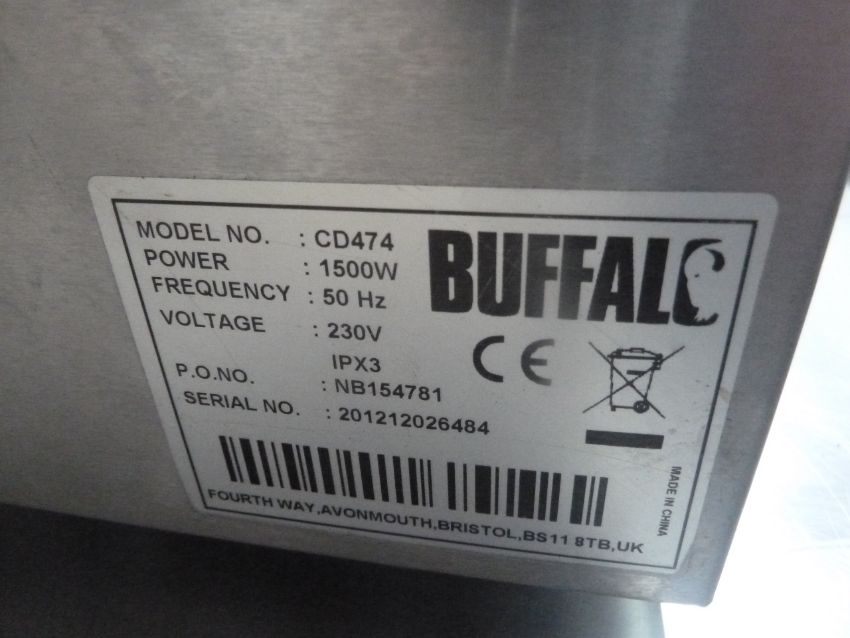 MODEL NO. : CD474
POWER : 1500W
FREQUENCY : 50 Hz
VOLTAGE : 230V
IPX3
P.O.NO. : NB154781
SERIAL NO. : 201212026484
BUFFALO
CE
MADE IN CHINA
FOURTH WAY,AVONMOUTH,BRISTOL,BS11 8TB,UK